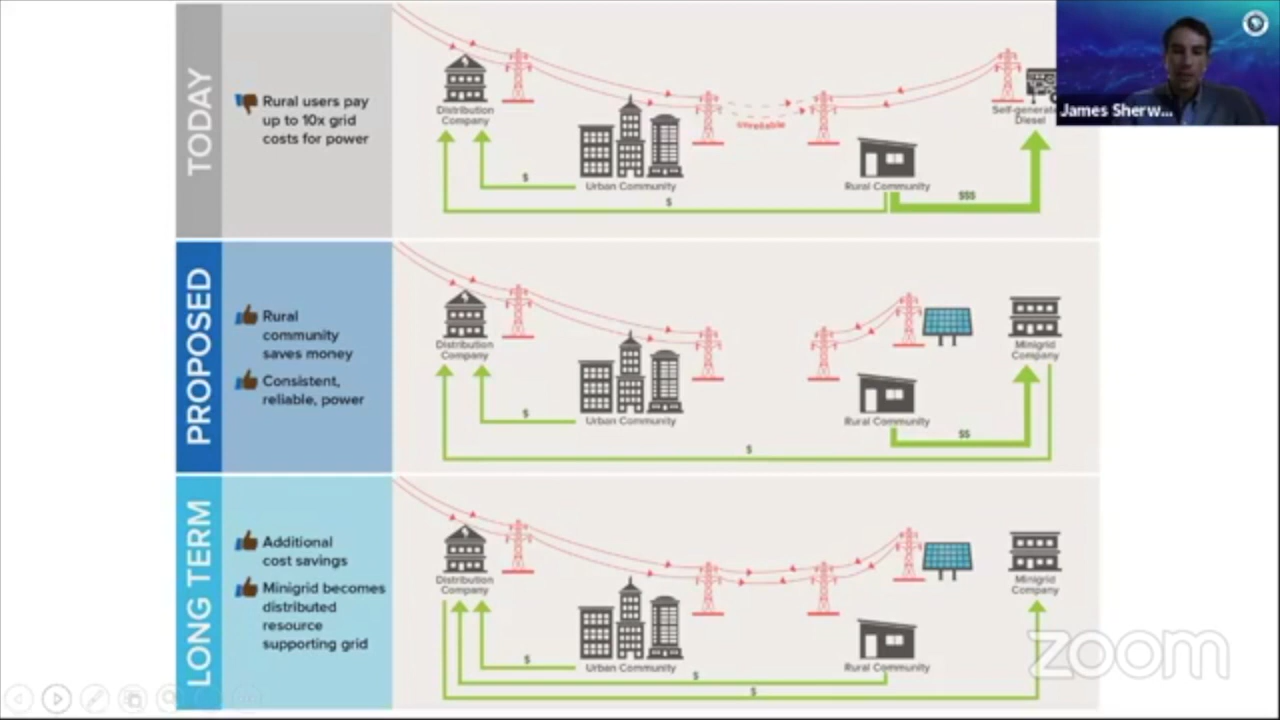 TODAY
Rural users pay
up to 10x grid
costs for power
Distribution
Company
Urban Community
unreliable
Rural Community
Diesel
$
$
$$$
James Sherw...
PROPOSED
Rural
community
saves money
Consistent,
reliable, power
Distribution
Company
Urban Community
Rural Community
Minigrid
Company
$
$$
$
LONG TERM
Additional
cost savings
Minigrid becomes
distributed
resource
supporting grid
Distribution
Company
Urban Community
Rural Community
Minigrid
Company
$
$
$
zoom